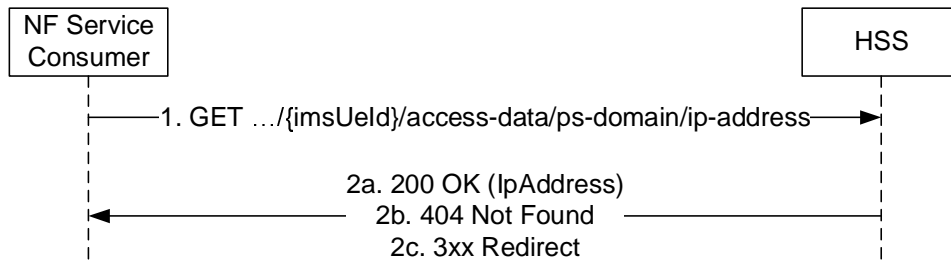 NF Service
Consumer
HSS
1. GET …/{imsUeId}/access-data/ps-domain/ip-address
2a. 200 OK (IpAddress)
2b. 404 Not Found
2c. 3xx Redirect